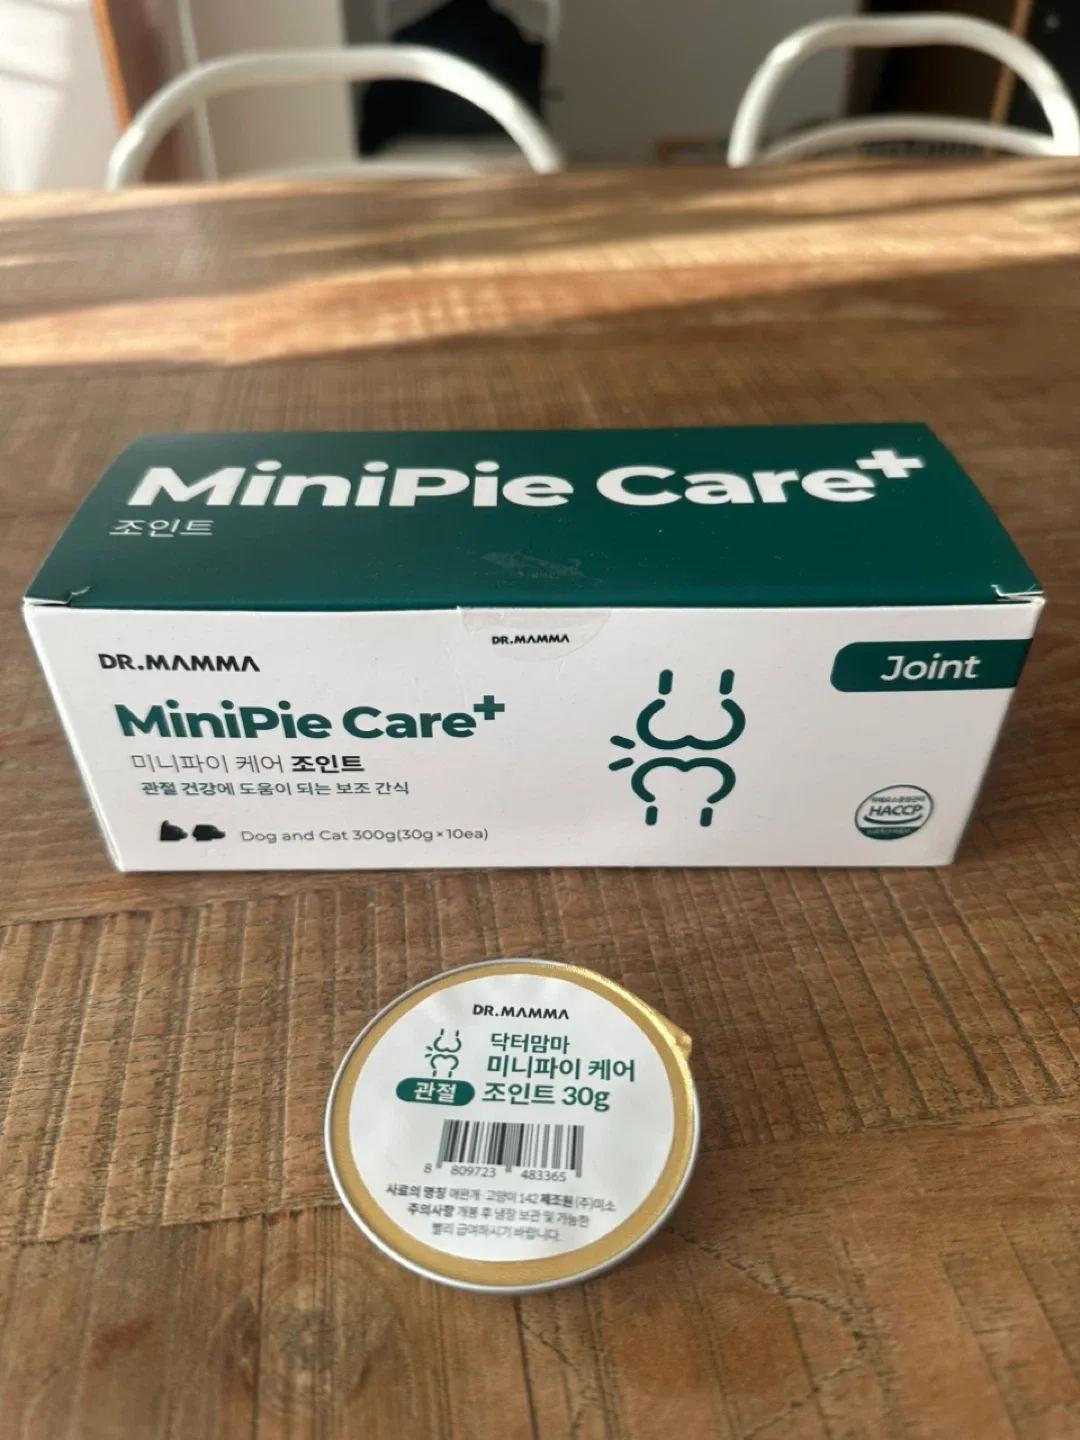 MiniPie Care+
조인트
DR.MAMMA
DR.MAMMA
Joint
MiniPie Care+
미니파이 케어 조인트
관절 건강에 도움이 되는 보조 간식
Dog and Cat 300g(30g×10ea)
HACCP
DR.MAMMA
닥터맘마
미니파이 케어
관절 조인트 30g
8 809723 483365
사료의 명칭 애완개·고양이 142 제조원 (주)미소
주의사항 개봉 후 냉장 보관 및 가능한
빨리 급여하시기 바랍니다.